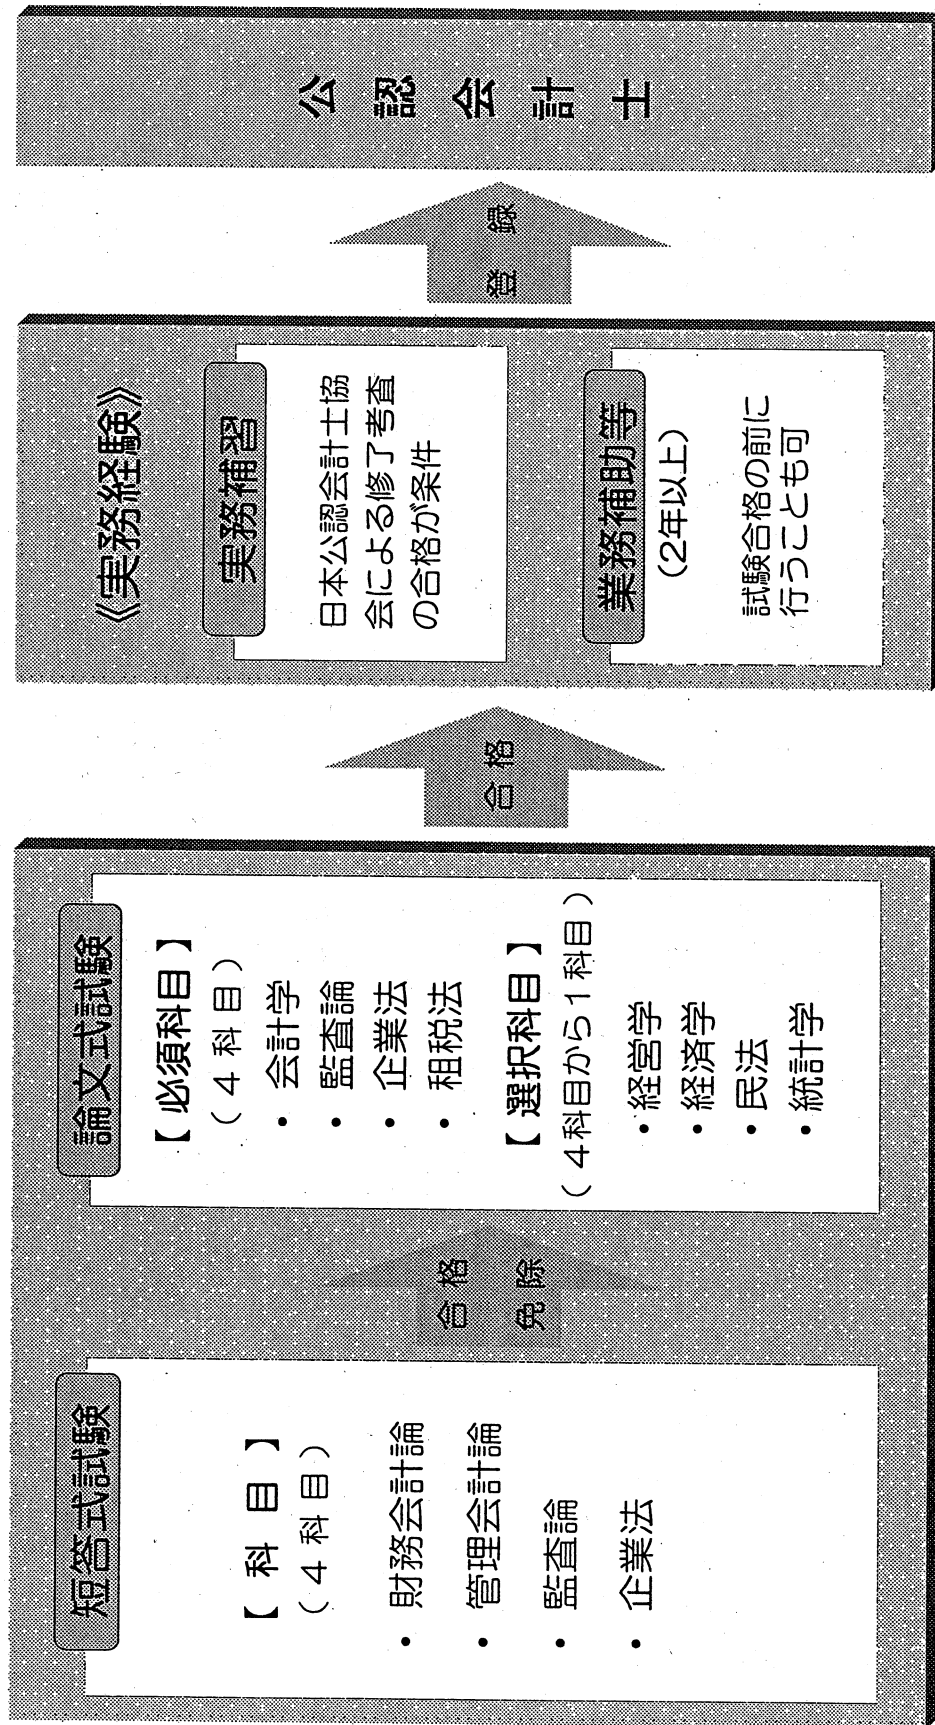 短答式試験
【 科 目 】
（ 4 科 目 ）
・ 財務会計論
・ 管理会計論
・ 監査論
・ 企業法
合 格
免 除
論文式試験
【 必須科目 】
（ 4 科 目 ）
・ 会計学
・ 監査論
・ 企業法
・ 租税法
【 選択科目 】
（ 4科目から1科目 ）
・経営学
・経済学
・民法
・統計学
合 格
《実務経験》
実務補習
日本公認会計士協
会による修了考査
の合格が条件
業務補助等
(2年以上)
試験合格の前に
行うことも可
登 録
公 認 会 計 士